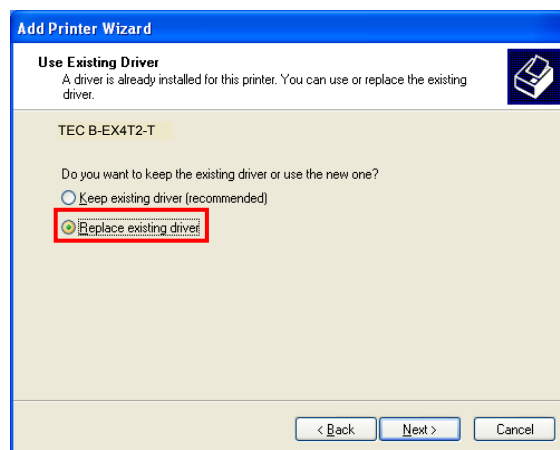 Add Printer Wizard
Use Existing Driver
A driver is already installed for this printer. You can use or replace the existing
driver.
TEC B-EX4T2-T
Do you want to keep the existing driver or use the new one?
Keep existing driver (recommended)
Replace existing driver
< Back Next > Cancel